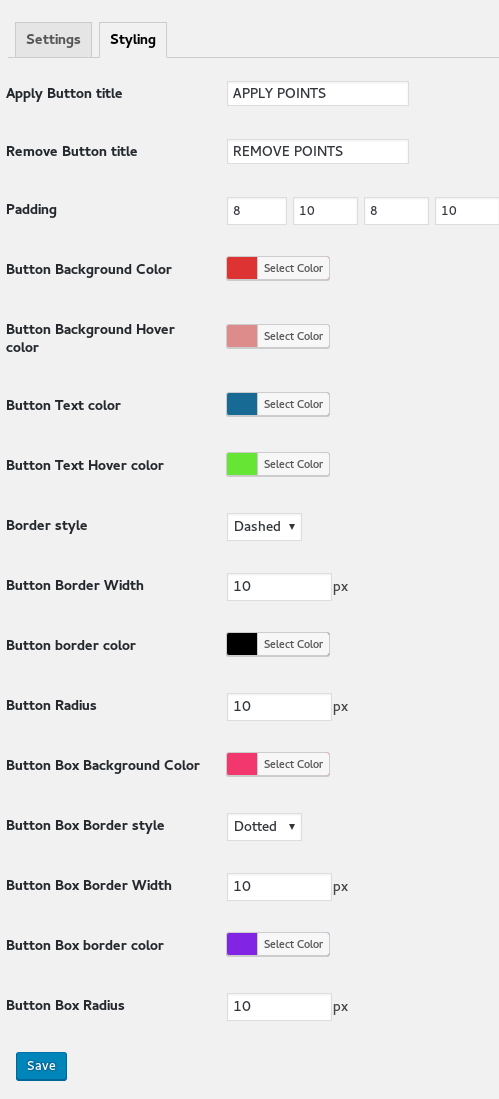 Settings Styling
Apply Button title APPLY POINTS
Remove Button title REMOVE POINTS
Padding 8 10 8 10
Button Background Color Select Color
Button Background Hover
color Select Color
Button Text color Select Color
Button Text Hover color Select Color
Border style Dashed
Button Border Width 10 px
Button border color Select Color
Button Radius 10 px
Button Box Background Color Select Color
Button Box Border style Dotted
Button Box Border Width 10 px
Button Box border color Select Color
Button Box Radius 10 px
Save